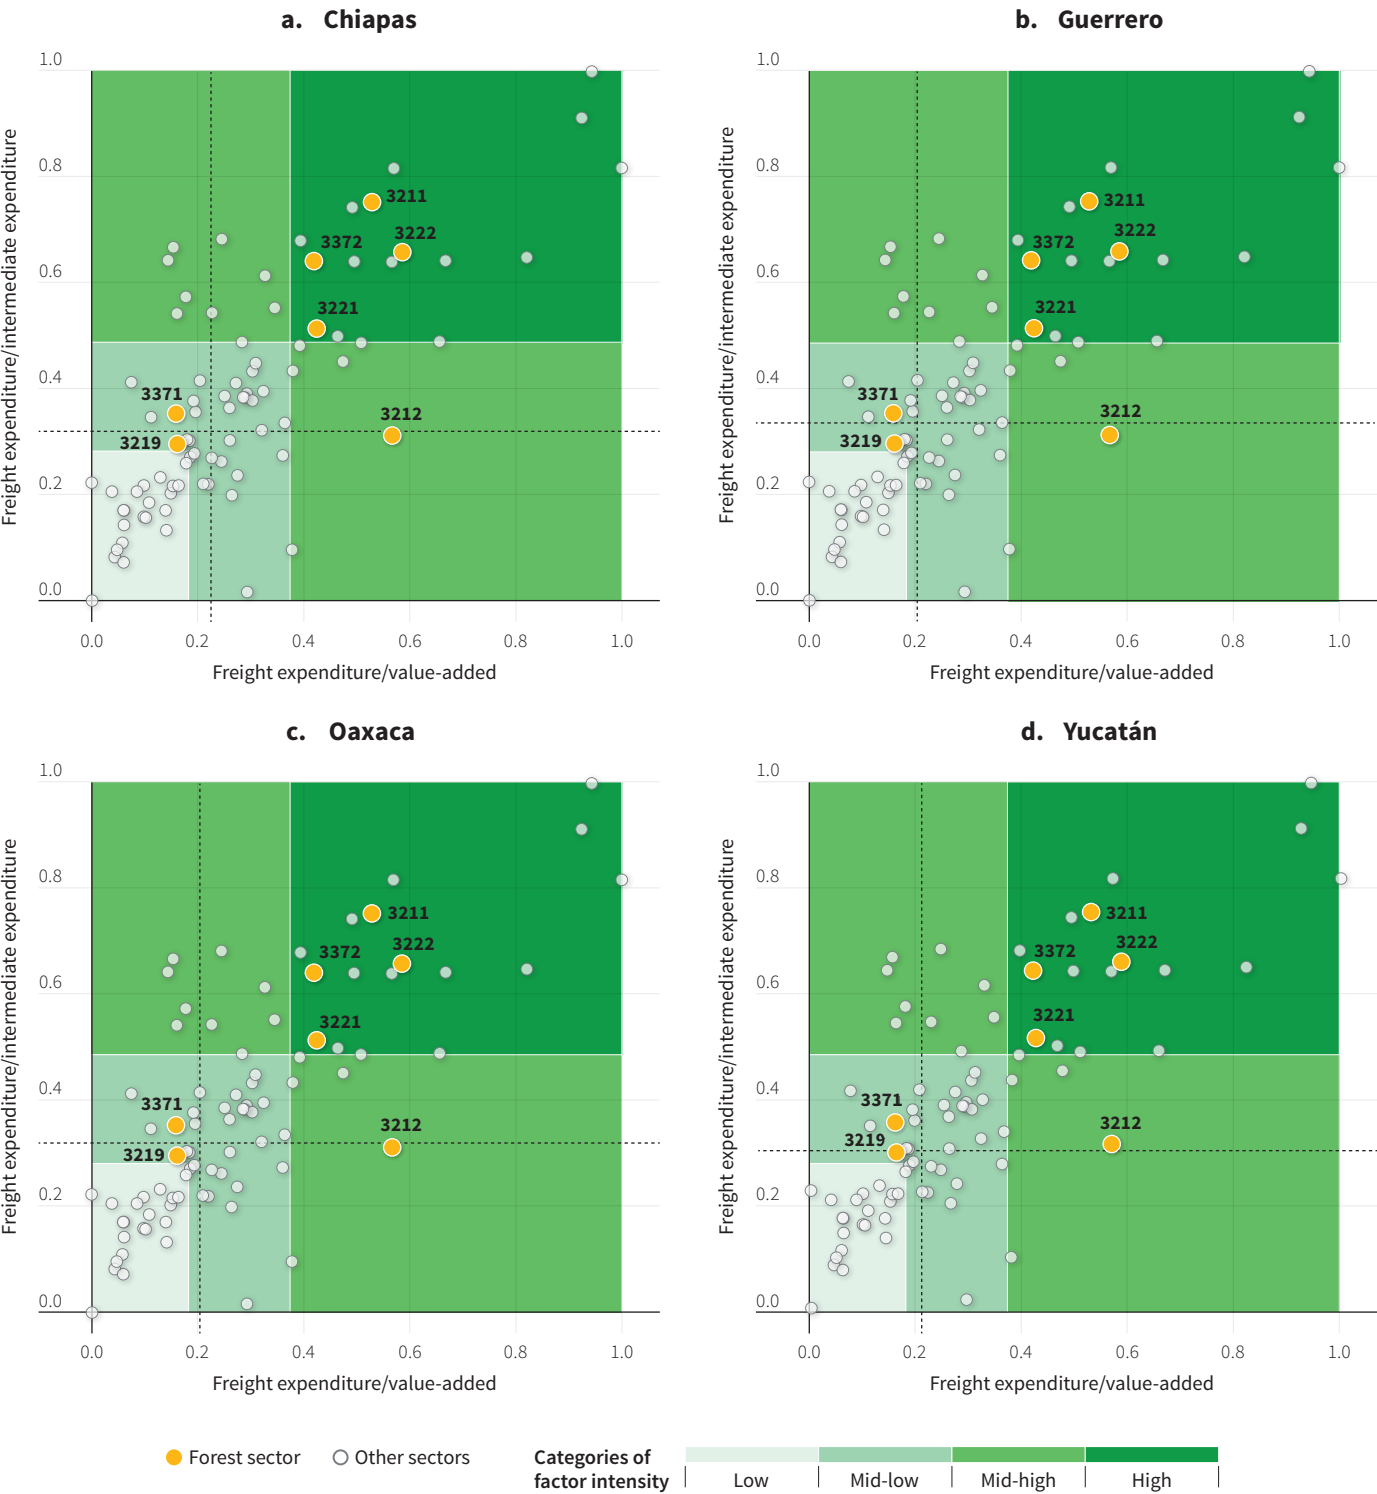 a. Chiapas
Freight expenditure/intermediate expenditure
1.0
0.8
0.6
0.4
0.2
0.0
3211
3222
3372
3221
3371
3212
3219
0.0 0.2 0.4 0.6 0.8 1.0
Freight expenditure/value-added
b. Guerrero
Freight expenditure/intermediate expenditure
1.0
0.8
0.6
0.4
0.2
0.0
3211
3222
3372
3221
3371
3212
3219
0.0 0.2 0.4 0.6 0.8 1.0
Freight expenditure/value-added
c. Oaxaca
Freight expenditure/intermediate expenditure
1.0
0.8
0.6
0.4
0.2
0.0
3211
3222
3372
3221
3371
3212
3219
0.0 0.2 0.4 0.6 0.8 1.0
Freight expenditure/value-added
d. Yucatán
Freight expenditure/intermediate expenditure
1.0
0.8
0.6
0.4
0.2
0.0
3211
3222
3372
3221
3371
3212
3219
0.0 0.2 0.4 0.6 0.8 1.0
Freight expenditure/value-added
Forest sector
Other sectors
Categories of
factor intensity
Low
Mid-low
Mid-high
High